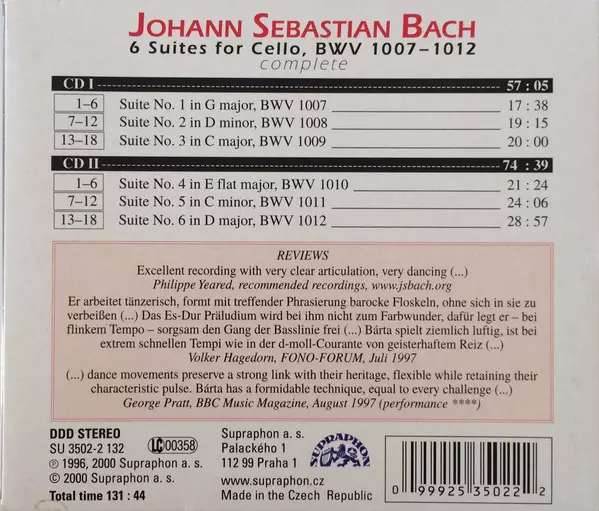 JOHANN SEBASTIAN BACH
6 Suites for Cello, BWV 1007–1012
complete
CD I 57 : 05
1–6 Suite No. 1 in G major, BWV 1007 17 : 38
7–12 Suite No. 2 in D minor, BWV 1008 19 : 15
13–18 Suite No. 3 in C major, BWV 1009 20 : 00
CD II 74 : 39
1–6 Suite No. 4 in E flat major, BWV 1010 21 : 24
7–12 Suite No. 5 in C minor, BWV 1011 24 : 06
13–18 Suite No. 6 in D major, BWV 1012 28 : 57
REVIEWS
Excellent recording with very clear articulation, very dancing (...)
Philippe Yeared, recommended recordings, www.jsbach.org
Er arbeitet tänzerisch, formt mit treffender Phrasierung barocke Floskeln, ohne sich in sie zu
verbeißen (...) Das Es-Dur Präludium wird bei ihm nicht zum Farbwunder, dafür legt er – bei
flinkem Tempo – sorgsam den Gang der Basslinie frei (...) Bárta spielt ziemlich luftig, ist bei
extrem schnellen Tempi wie in der d-moll-Courante von geisterhaftem Reiz (...)
Volker Hagedorn, FONO-FORUM, Juli 1997
(...) dance movements preserve a strong link with their heritage, flexible while retaining their
characteristic pulse. Bárta has a formidable technique, equal to every challenge (...)
George Pratt, BBC Music Magazine, August 1997 (performance ****)
DDD STEREO
SU 3502-2 132
℗ 1996, 2000 Supraphon a. s.
© 2000 Supraphon a. s.
Total time 131 : 44
LC 00358
Supraphon a. s.
Palackého 1
112 99 Praha 1
www.supraphon.cz
Made in the Czech Republic
SUPRAPHON
0 99925 35022 2